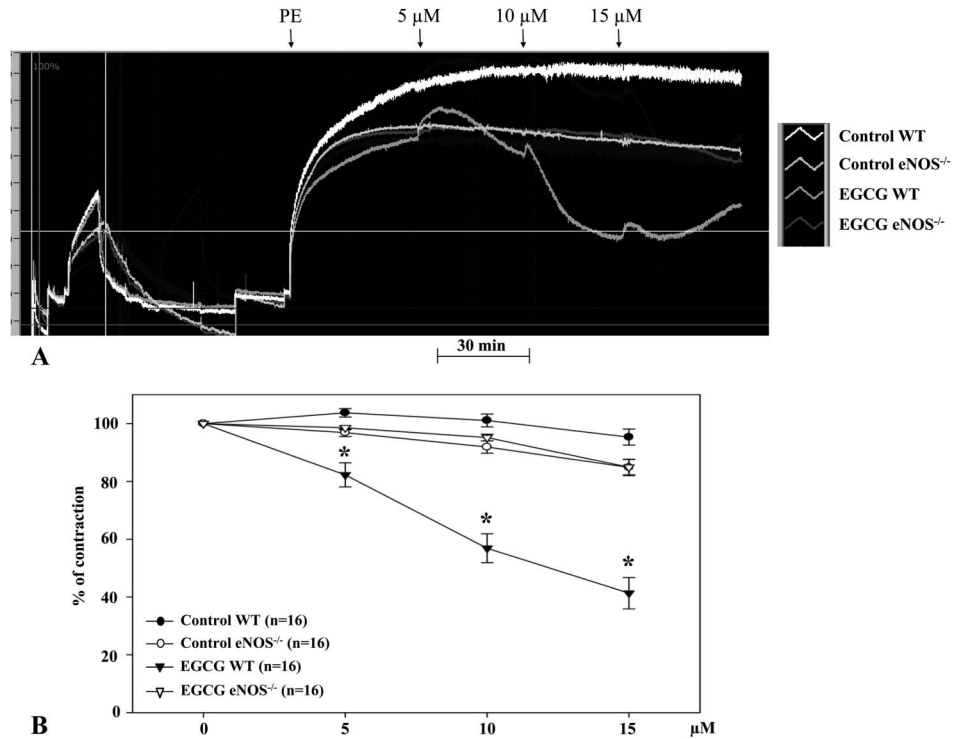 PE 5 µM 10 µM 15 µM
100%
Control WT
Control eNOS-/-
EGCG WT
EGCG eNOS-/-
A
30 min
% of contraction
100
80
60
40
20
0
*
*
*
Control WT (n=16)
Control eNOS-/- (n=16)
EGCG WT (n=16)
EGCG eNOS-/- (n=16)
B
0 5 10 15 µM